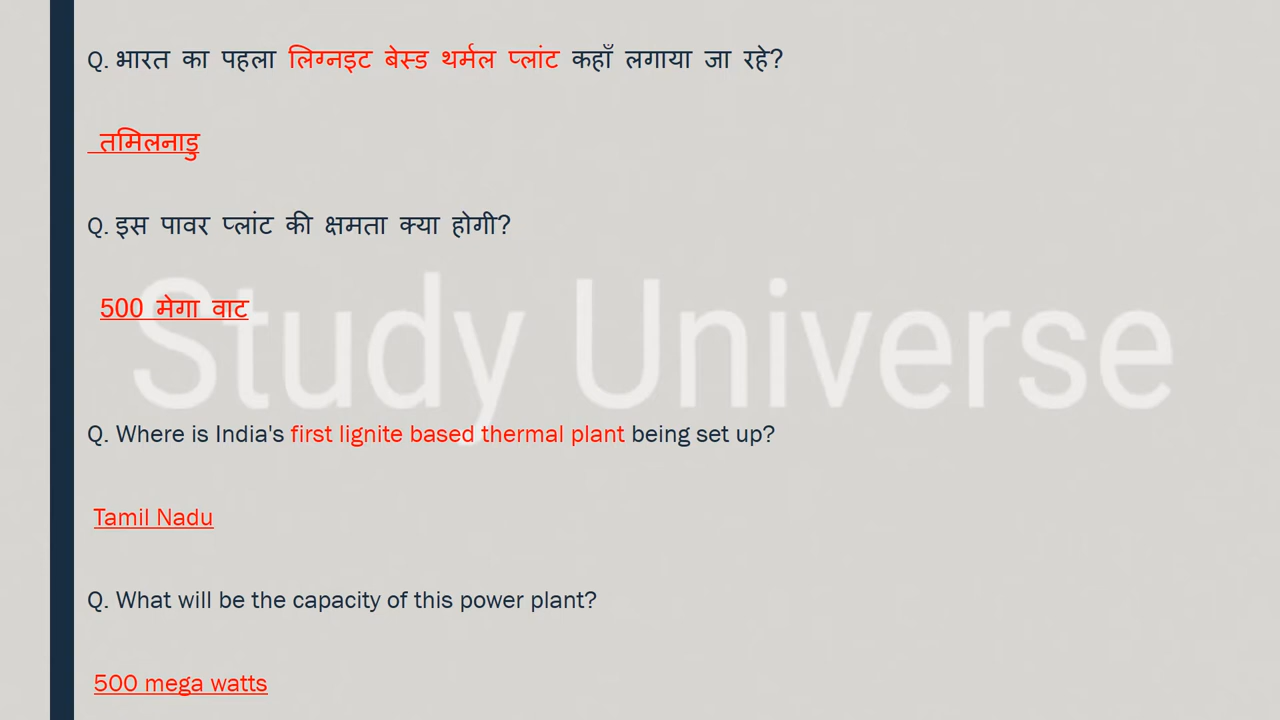 Q. भारत का पहला लिग्नइट बेस्ड थर्मल प्लांट कहाँ लगाया जा रहे?
तमिलनाडु
Q. इस पावर प्लांट की क्षमता क्या होगी?
500 मेगा वाट
Study Universe
Q. Where is India's first lignite based thermal plant being set up?
Tamil Nadu
Q. What will be the capacity of this power plant?
500 mega watts